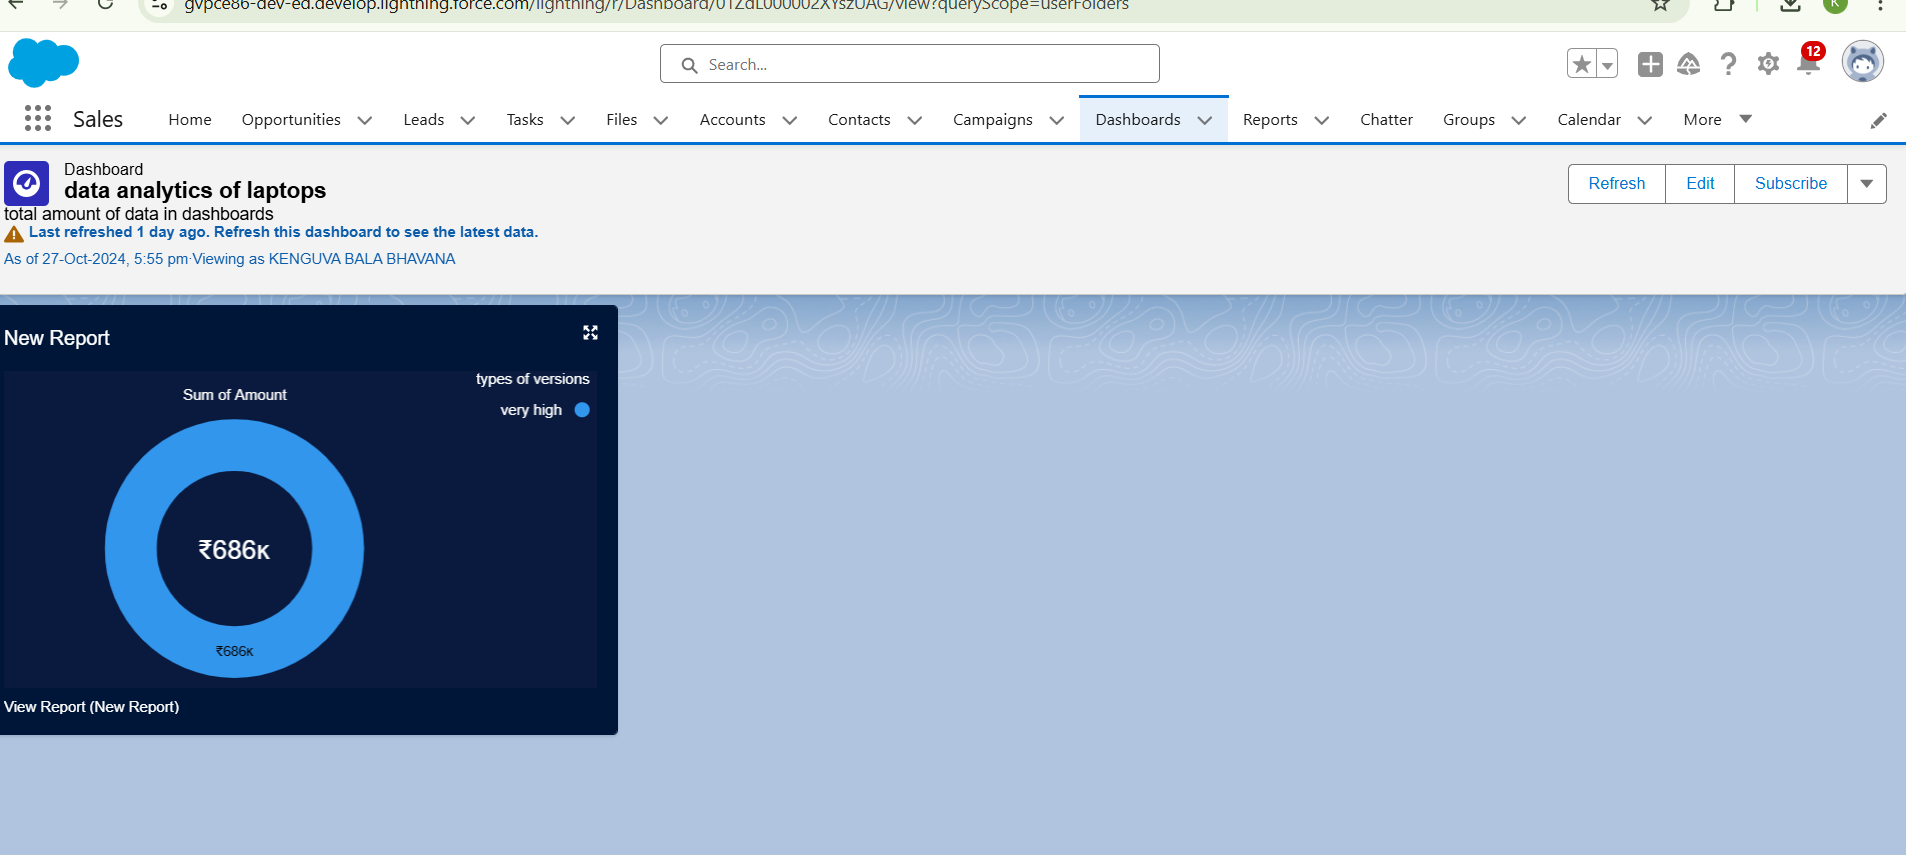 gvpce86-dev-ed.develop.lightning.force.com/lightning/r/Dashboard/01ZdL000002XYszUAG/view?queryScope=userFolders
K
Search...
12
Sales Home Opportunities Leads Tasks Files Accounts Contacts Campaigns Dashboards Reports Chatter Groups Calendar More
Dashboard
data analytics of laptops
Refresh Edit Subscribe
total amount of data in dashboards
Last refreshed 1 day ago. Refresh this dashboard to see the latest data.
As of 27-Oct-2024, 5:55 pm·Viewing as KENGUVA BALA BHAVANA
New Report
types of versions
Sum of Amount
very high
₹686K
₹686K
View Report (New Report)